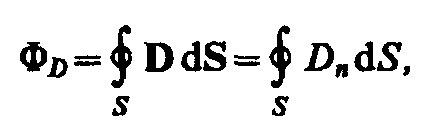 Φ_D = ∮_S D dS = ∮_S D_n dS,